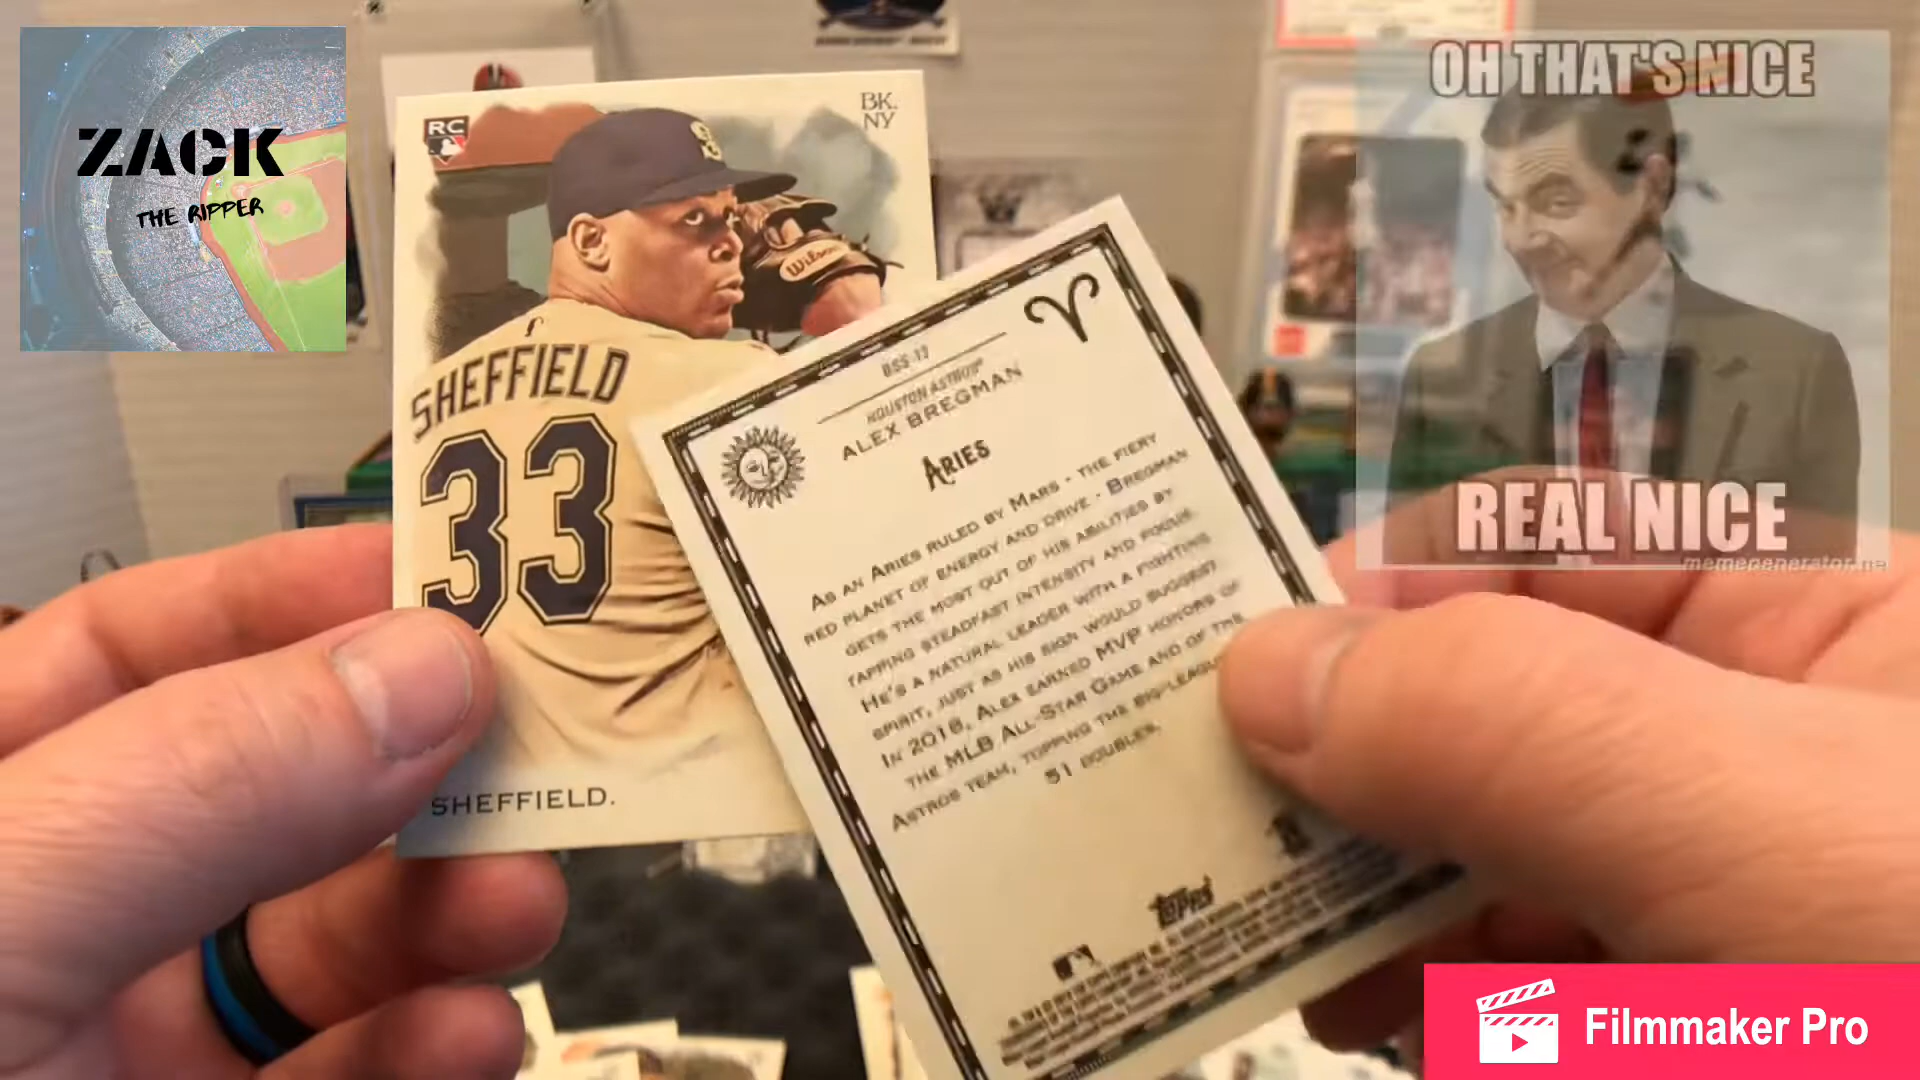 ZACK
THE RIPPER
RC
BK.
NY
Wilson
SHEFFIELD
33
SHEFFIELD.
BSS-13
HOUSTON ASTROS®
ALEX BREGMAN
ARIES
AS AN ARIES RULED BY MARS - THE FIERY
RED PLANET OF ENERGY AND DRIVE - BREGMAN
GETS THE MOST OUT OF HIS ABILITIES BY
TAPPING STEADFAST INTENSITY AND FOCUS.
HE'S A NATURAL LEADER WITH A FIGHTING
SPIRIT, JUST AS HIS SIGN WOULD SUGGEST.
IN 2018, ALEX EARNED MVP HONORS OF
THE MLB ALL-STAR GAME AND OF THE
ASTROS TEAM, TOPPING THE BIG-LEAGUE
51 DOUBLES.
TOPPS
OH THAT'S NICE
REAL NICE
memegenerator.ne
Filmmaker Pro